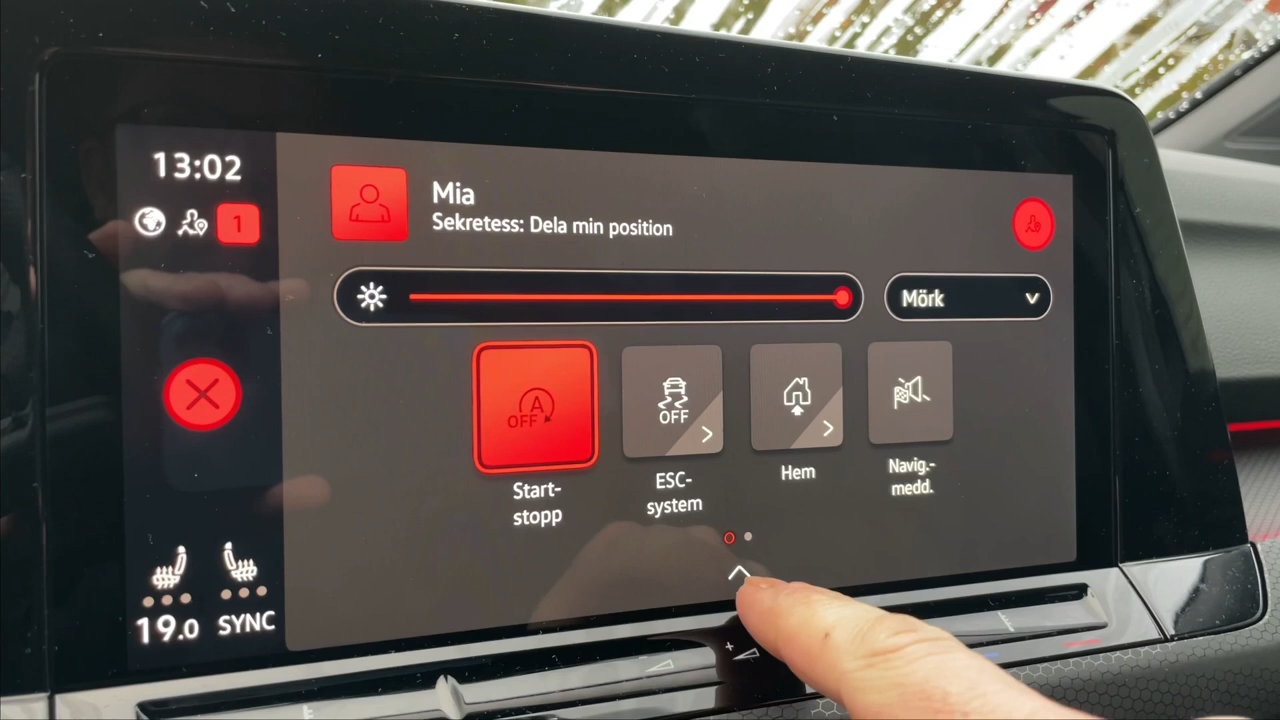 13:02
1
Mia
Sekretess: Dela min position
Mörk
A
OFF
OFF
Start-
stopp
ESC-
system
Hem
Navig.-
medd.
19.0
SYNC